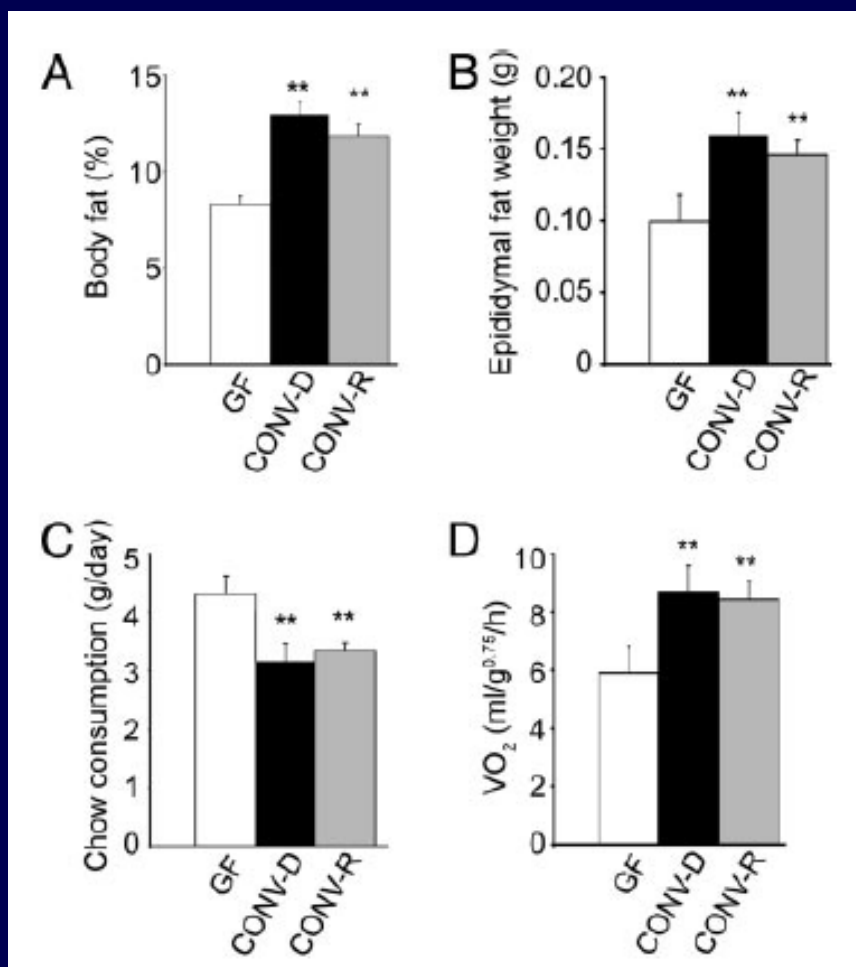 A
Body fat (%)
15
10
5
0
**
**
GF
CONV-D
CONV-R
B
Epididymal fat weight (g)
0.20
0.15
0.10
0.05
0
**
**
GF
CONV-D
CONV-R
C
Chow consumption (g/day)
5
4
3
2
1
0
**
**
GF
CONV-D
CONV-R
D
VO₂ (ml/g⁰·⁷⁵/h)
10
8
6
4
2
0
**
**
GF
CONV-D
CONV-R